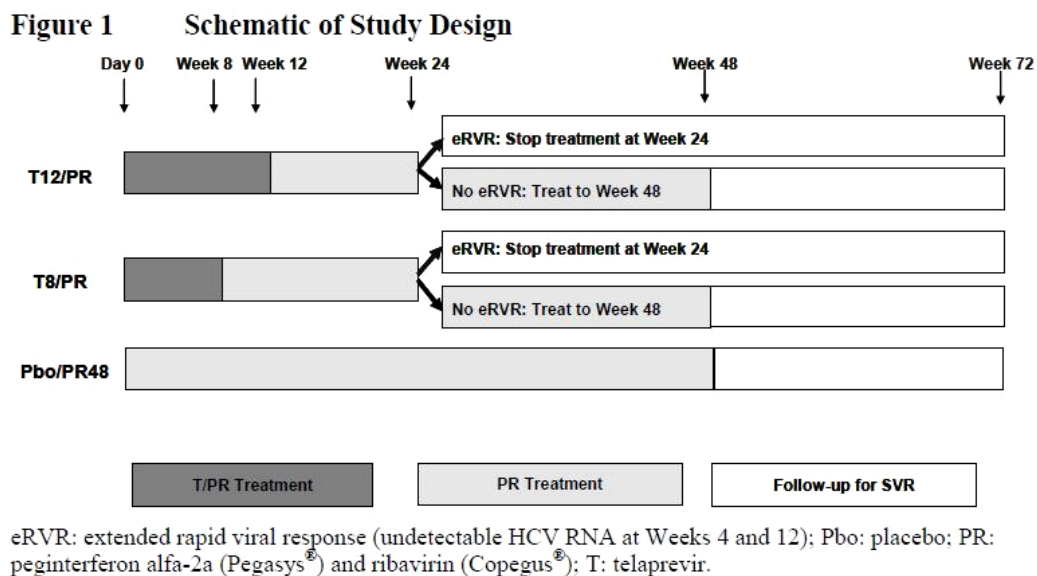 Figure 1 Schematic of Study Design
Day 0 Week 8 Week 12 Week 24 Week 48 Week 72
T12/PR
eRVR: Stop treatment at Week 24
No eRVR: Treat to Week 48
T8/PR
eRVR: Stop treatment at Week 24
No eRVR: Treat to Week 48
Pbo/PR48
T/PR Treatment PR Treatment Follow-up for SVR
eRVR: extended rapid viral response (undetectable HCV RNA at Weeks 4 and 12); Pbo: placebo; PR:
peginterferon alfa-2a (Pegasys®) and ribavirin (Copegus®); T: telaprevir.